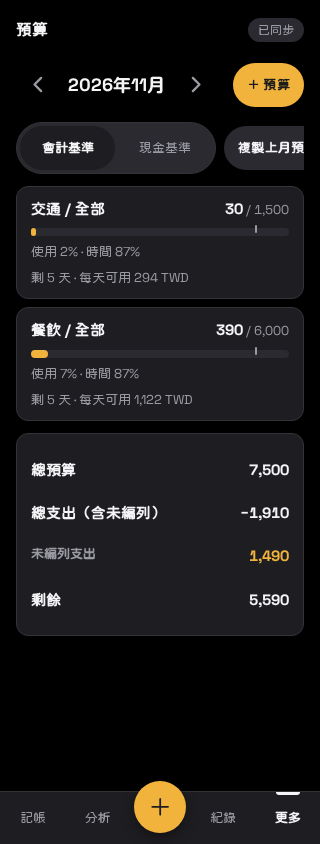 預算
已同步
2026年11月
+ 預算
會計基準
現金基準
複製上月預
交通 / 全部
30 / 1,500
使用 2% · 時間 87%
剩 5 天 · 每天可用 294 TWD
餐飲 / 全部
390 / 6,000
使用 7% · 時間 87%
剩 5 天 · 每天可用 1,122 TWD
總預算
7,500
總支出（含未編列）
-1,910
未編列支出
1,490
剩餘
5,590
記帳
分析
紀錄
更多